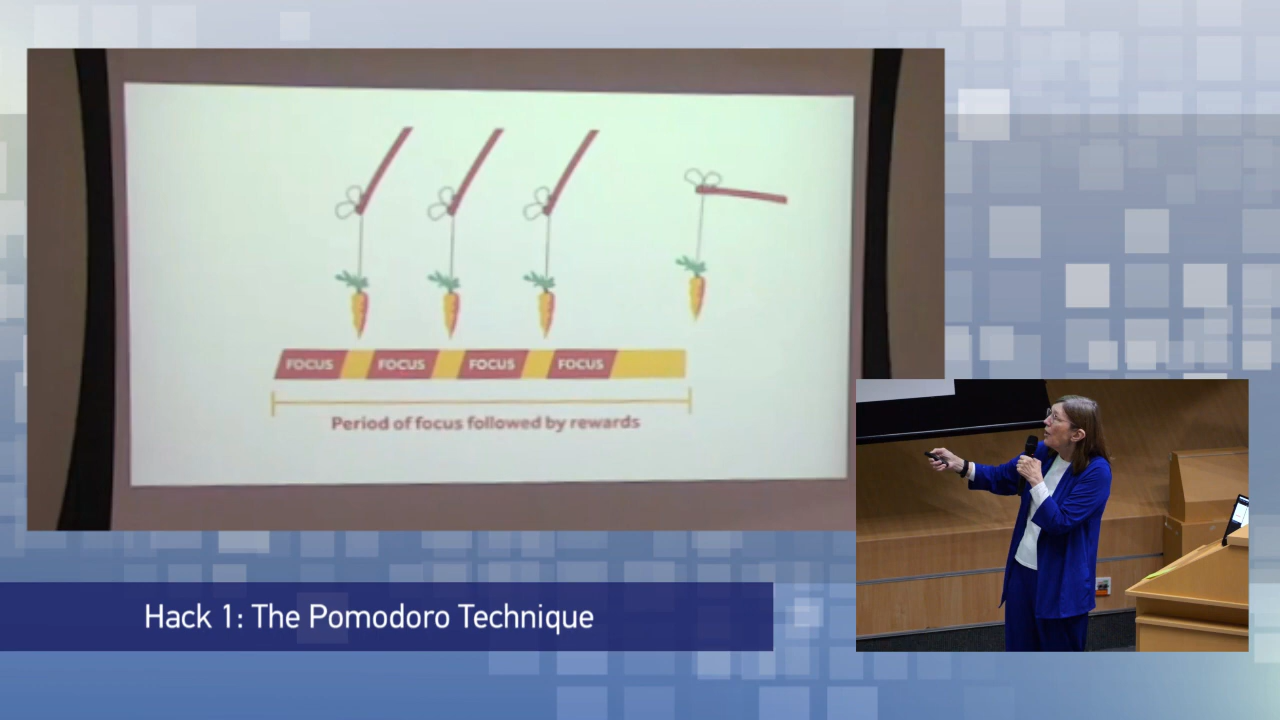 FOCUS FOCUS FOCUS FOCUS
Period of focus followed by rewards
Hack 1: The Pomodoro Technique